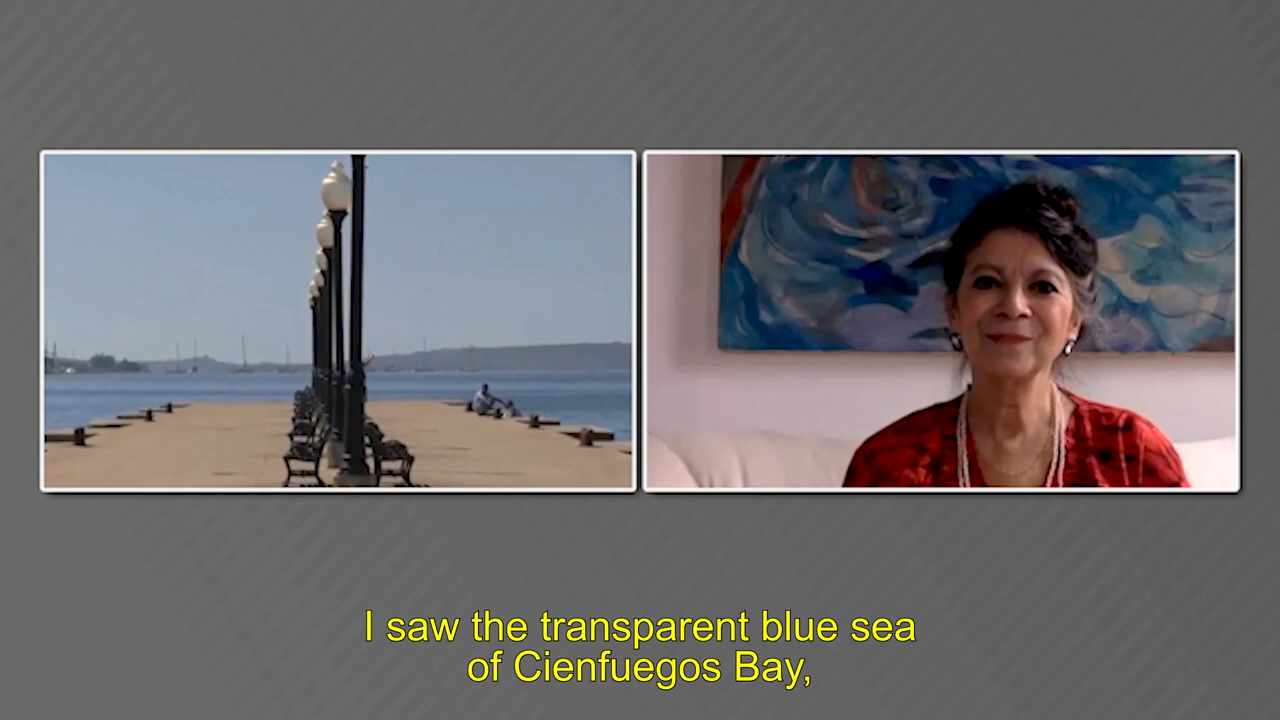 I saw the transparent blue sea
of Cienfuegos Bay,